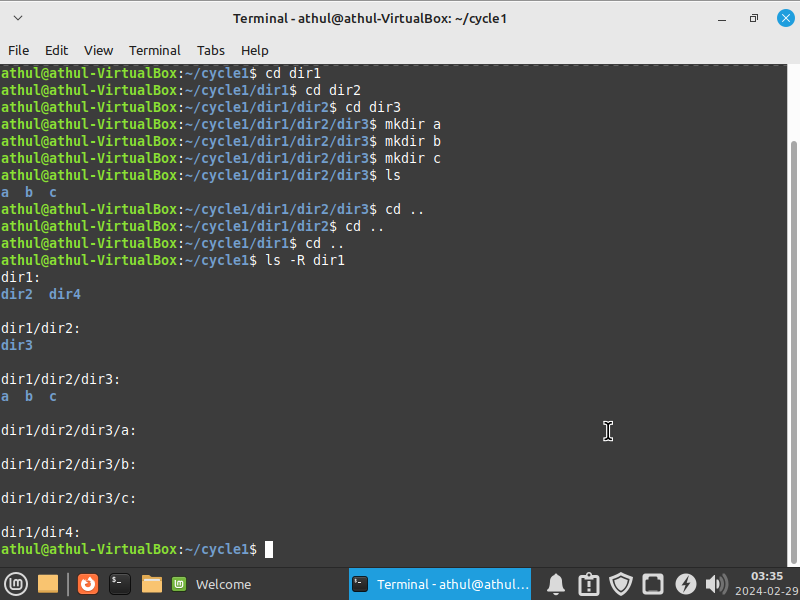 Terminal - athul@athul-VirtualBox: ~/cycle1
File Edit View Terminal Tabs Help
athul@athul-VirtualBox:~/cycle1$ cd dir1
athul@athul-VirtualBox:~/cycle1/dir1$ cd dir2
athul@athul-VirtualBox:~/cycle1/dir1/dir2$ cd dir3
athul@athul-VirtualBox:~/cycle1/dir1/dir2/dir3$ mkdir a
athul@athul-VirtualBox:~/cycle1/dir1/dir2/dir3$ mkdir b
athul@athul-VirtualBox:~/cycle1/dir1/dir2/dir3$ mkdir c
athul@athul-VirtualBox:~/cycle1/dir1/dir2/dir3$ ls
a  b  c
athul@athul-VirtualBox:~/cycle1/dir1/dir2/dir3$ cd ..
athul@athul-VirtualBox:~/cycle1/dir1/dir2$ cd ..
athul@athul-VirtualBox:~/cycle1/dir1$ cd ..
athul@athul-VirtualBox:~/cycle1$ ls -R dir1
dir1:
dir2  dir4
dir1/dir2:
dir3
dir1/dir2/dir3:
a  b  c
dir1/dir2/dir3/a:
dir1/dir2/dir3/b:
dir1/dir2/dir3/c:
dir1/dir4:
athul@athul-VirtualBox:~/cycle1$
Welcome
Terminal - athul@athul...
03:35
2024-02-29